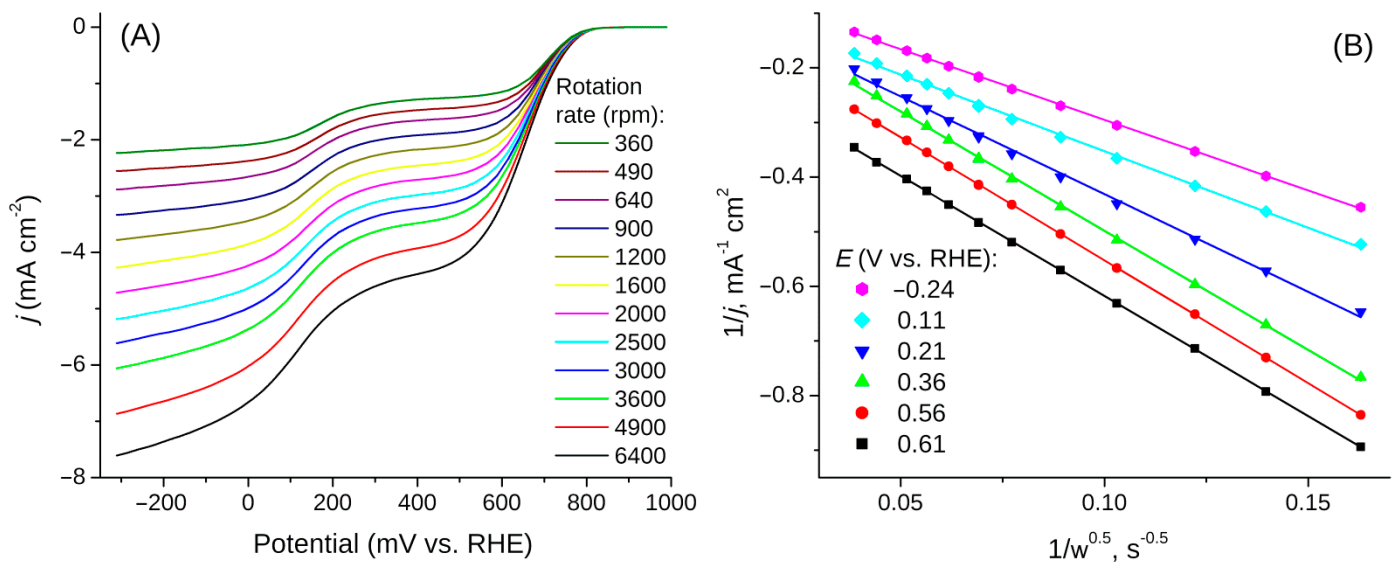 (A)
0
−2
−4
−6
−8
j (mA cm-2)
Rotation
rate (rpm):
360
490
640
900
1200
1600
2000
2500
3000
3600
4900
6400
−200 0 200 400 600 800 1000
Potential (mV vs. RHE)
(B)
−0.2
−0.4
−0.6
−0.8
1/j, mA-1 cm2
E (V vs. RHE):
−0.24
0.11
0.21
0.36
0.56
0.61
0.05 0.10 0.15
1/w0.5, s-0.5